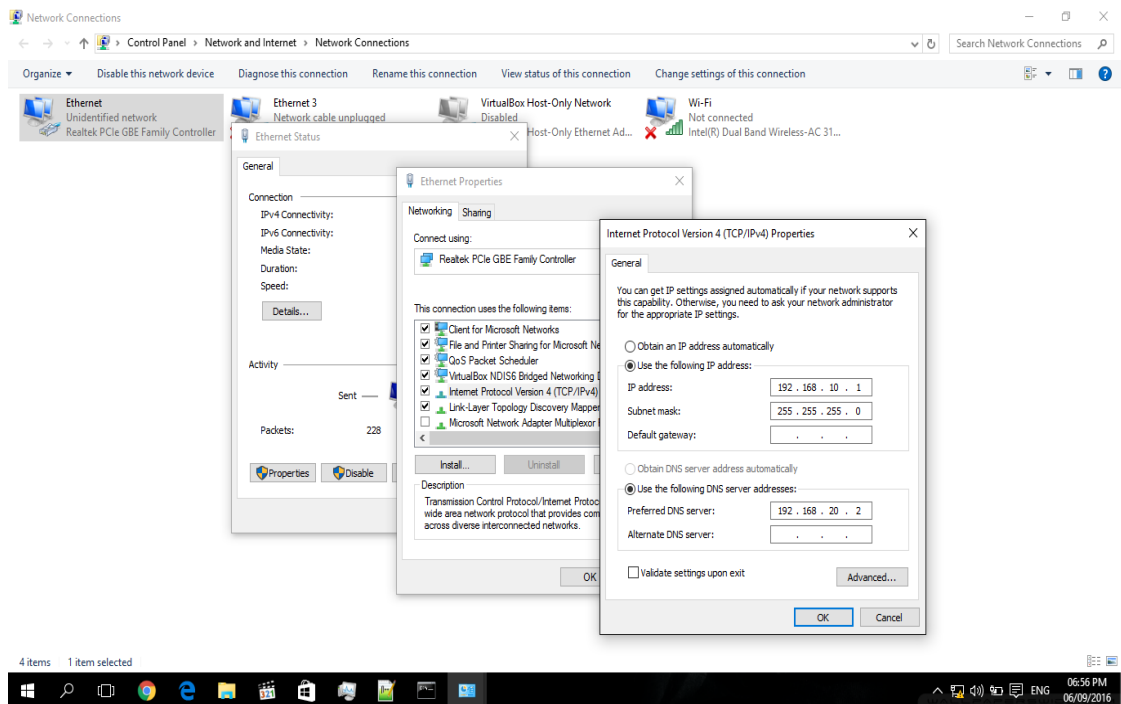 Network Connections
Control Panel > Network and Internet > Network Connections
Search Network Connections
Organize
Disable this network device
Diagnose this connection
Rename this connection
View status of this connection
Change settings of this connection
Ethernet
Unidentified network
Realtek PCIe GBE Family Controller
Ethernet 3
Network cable unplugged
VirtualBox Host-Only Network
Disabled
Host-Only Ethernet Ad...
Wi-Fi
Not connected
Intel(R) Dual Band Wireless-AC 31...
Ethernet Status
General
Connection
IPv4 Connectivity:
IPv6 Connectivity:
Media State:
Duration:
Speed:
Details...
Activity
Sent
Packets: 228
Properties
Disable
Ethernet Properties
Networking
Sharing
Connect using:
Realtek PCIe GBE Family Controller
This connection uses the following items:
Client for Microsoft Networks
File and Printer Sharing for Microsoft Ne
QoS Packet Scheduler
VirtualBox NDIS6 Bridged Networking
Internet Protocol Version 4 (TCP/IPv4)
Link-Layer Topology Discovery Mapper
Microsoft Network Adapter Multiplexor
Install...
Uninstall
Description
Transmission Control Protocol/Internet Protoc
wide area network protocol that provides com
across diverse interconnected networks.
OK
Internet Protocol Version 4 (TCP/IPv4) Properties
General
You can get IP settings assigned automatically if your network supports
this capability. Otherwise, you need to ask your network administrator
for the appropriate IP settings.
Obtain an IP address automatically
Use the following IP address:
IP address: 192 . 168 . 10 . 1
Subnet mask: 255 . 255 . 255 . 0
Default gateway: . . .
Obtain DNS server address automatically
Use the following DNS server addresses:
Preferred DNS server: 192 . 168 . 20 . 2
Alternate DNS server: . . .
Validate settings upon exit
Advanced...
OK
Cancel
4 items
1 item selected
ENG
06:56 PM
06/09/2016